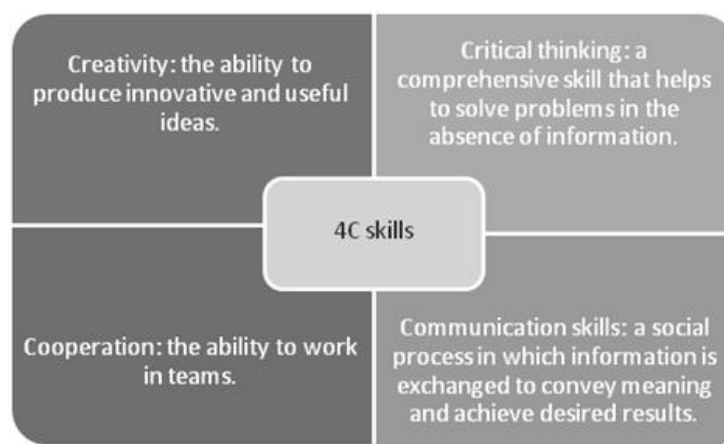 Creativity: the ability to
produce innovative and useful
ideas.
Critical thinking: a
comprehensive skill that helps
to solve problems in the
absence of information.
4C skills
Cooperation: the ability to work
in teams.
Communication skills: a social
process in which information is
exchanged to convey meaning
and achieve desired results.